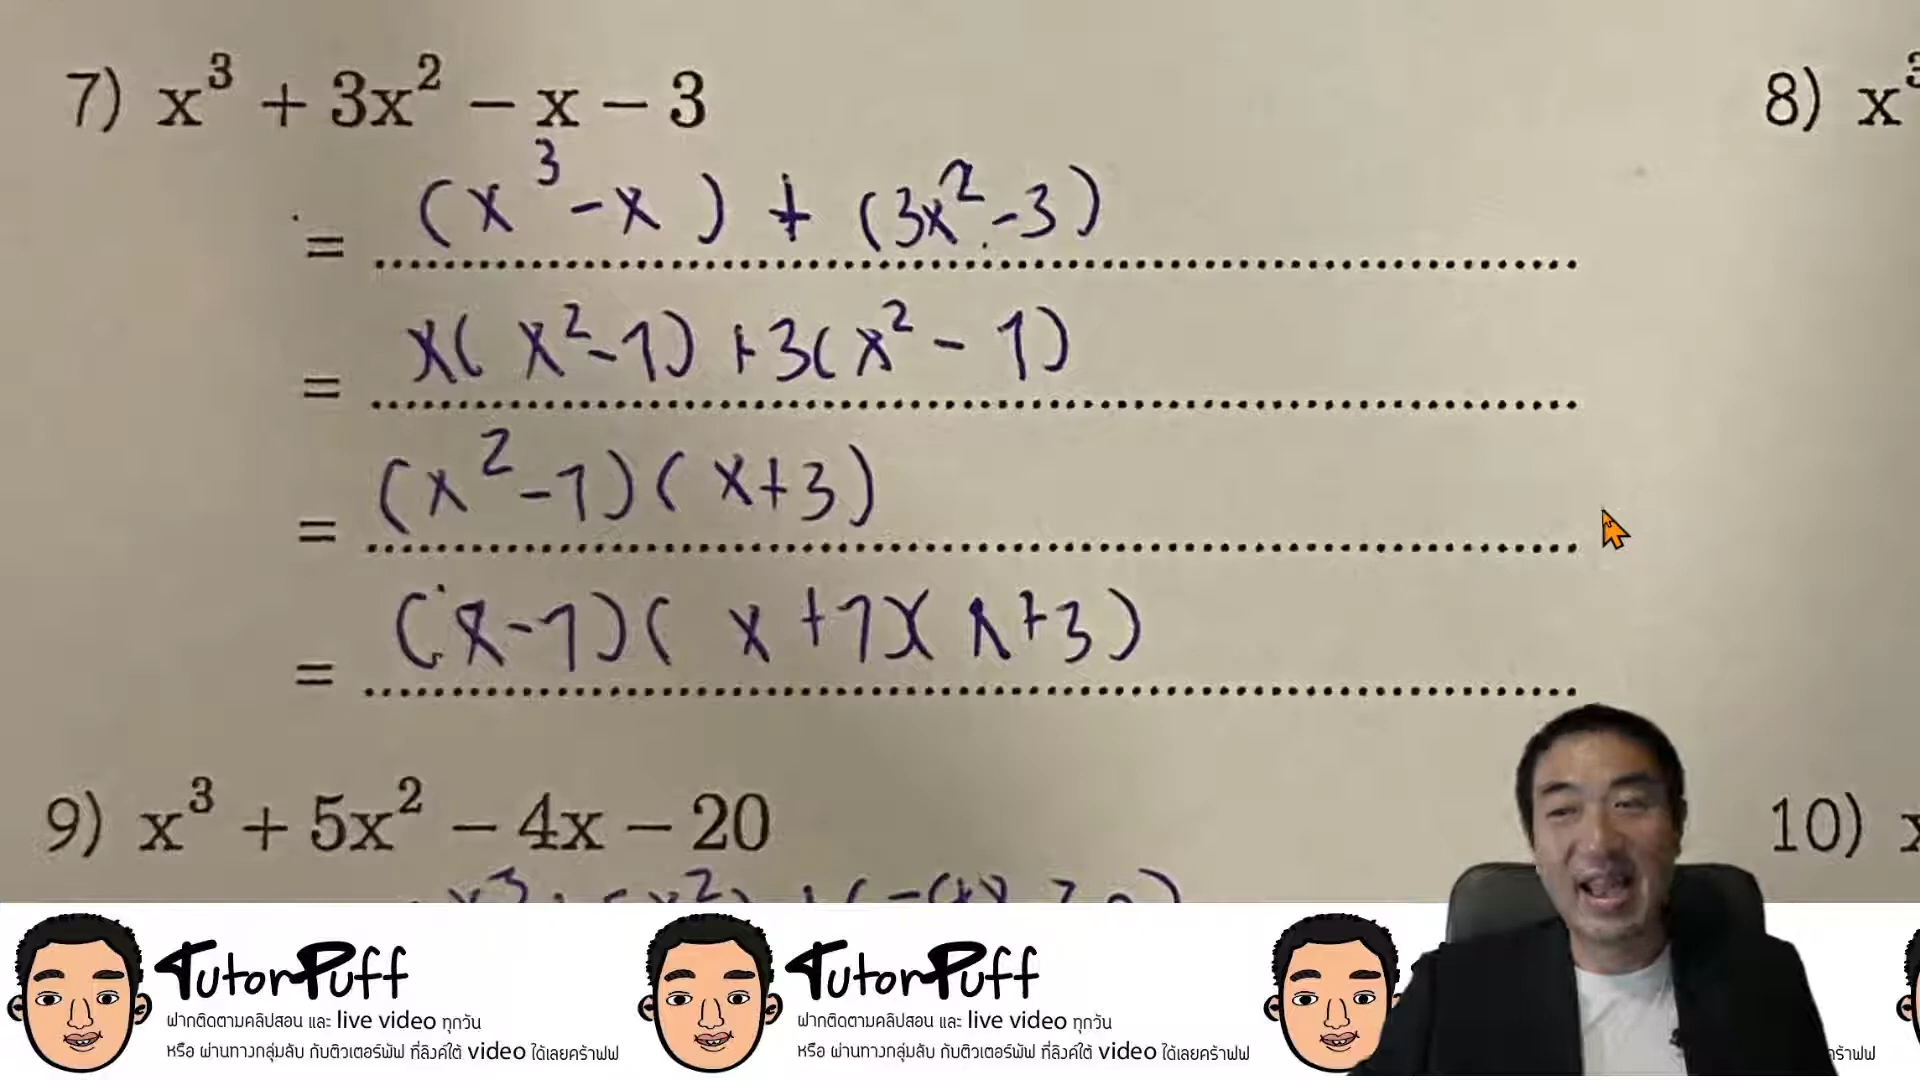 7) x³ + 3x² − x − 3
8) x³
= (x³ - x) + (3x² - 3)
= x(x² - 1) + 3(x² - 1)
= (x² - 1)(x + 3)
= (x - 1)(x + 1)(x + 3)
9) x³ + 5x² − 4x − 20
10) x
TutorPuff
ฝากติดตามคลิปสอน และ live video ทุกวัน
หรือ ผ่านทางกลุ่มลับ กับติวเตอร์พัฟ ที่ลิงค์ใต้ video ได้เลยคร้าฟฟ
TutorPuff
ฝากติดตามคลิปสอน และ live video ทุกวัน
หรือ ผ่านทางกลุ่มลับ กับติวเตอร์พัฟ ที่ลิงค์ใต้ video ได้เลยคร้าฟฟ